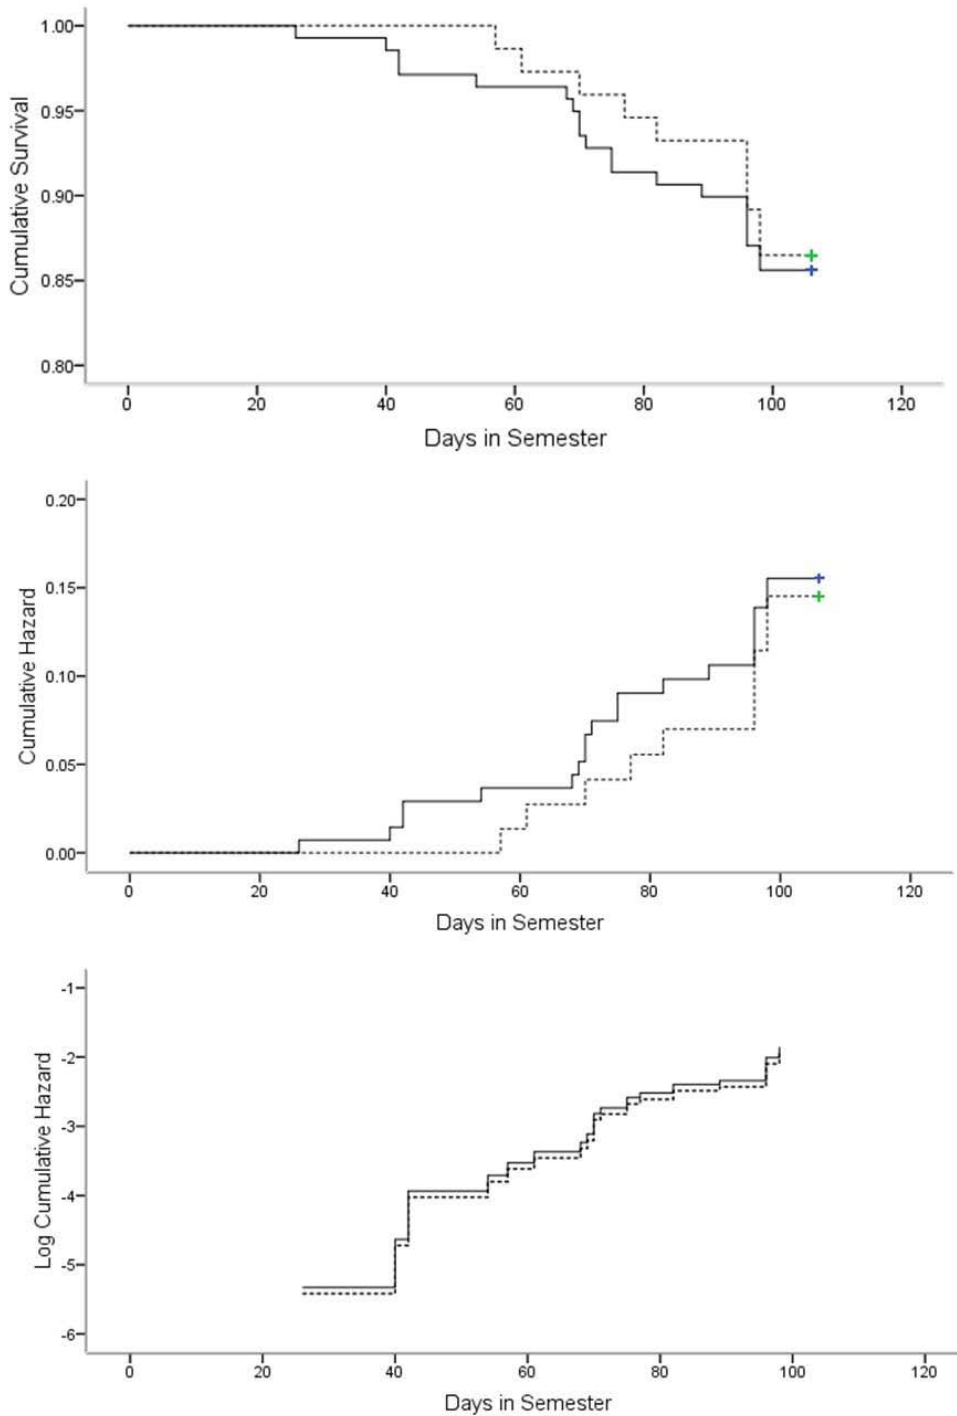 1.00
0.95
0.90
0.85
0.80
Cumulative Survival
0 20 40 60 80 100 120
Days in Semester
0.20
0.15
0.10
0.05
0.00
Cumulative Hazard
0 20 40 60 80 100 120
Days in Semester
-1
-2
-3
-4
-5
-6
Log Cumulative Hazard
0 20 40 60 80 100 120
Days in Semester